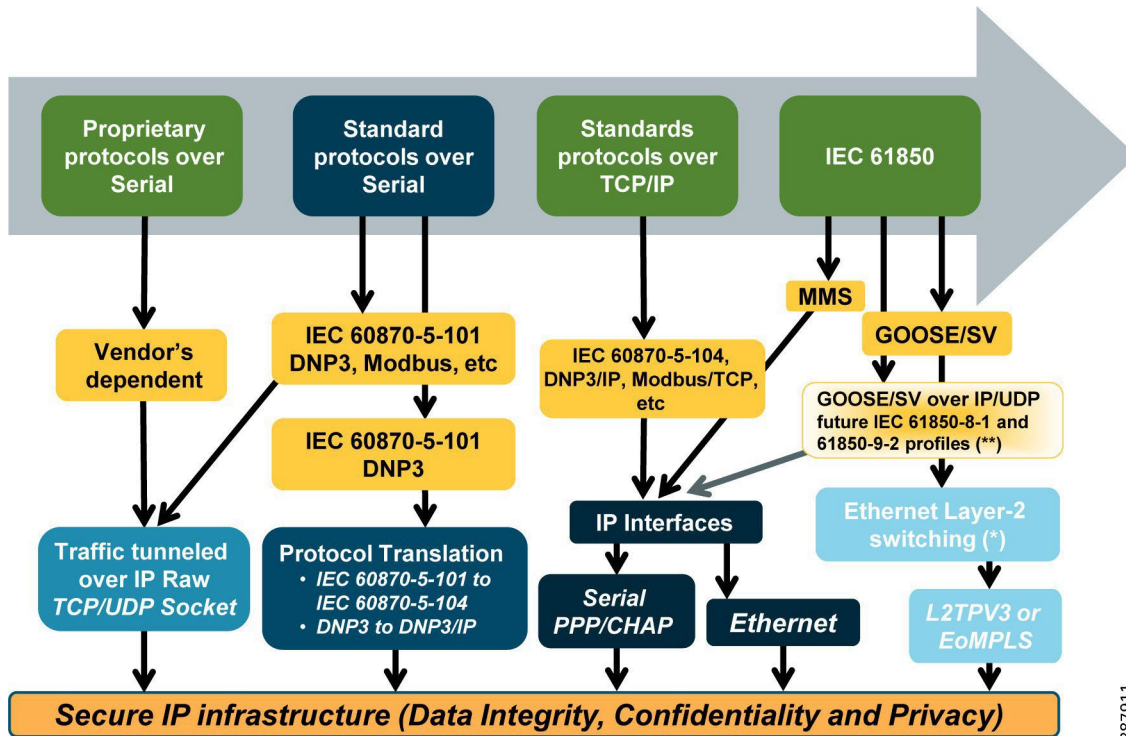 Proprietary
protocols over
Serial
Standard
protocols over
Serial
Standards
protocols over
TCP/IP
IEC 61850
MMS
Vendor's
dependent
IEC 60870-5-101
DNP3, Modbus, etc
IEC 60870-5-104,
DNP3/IP, Modbus/TCP,
etc
GOOSE/SV
GOOSE/SV over IP/UDP
future IEC 61850-8-1 and
61850-9-2 profiles (**)
IEC 60870-5-101
DNP3
Traffic tunneled
over IP Raw
TCP/UDP Socket
Protocol Translation
• IEC 60870-5-101 to
IEC 60870-5-104
• DNP3 to DNP3/IP
IP Interfaces
Serial
PPP/CHAP
Ethernet
Ethernet Layer-2
switching (*)
L2TPV3 or
EoMPLS
Secure IP infrastructure (Data Integrity, Confidentiality and Privacy)